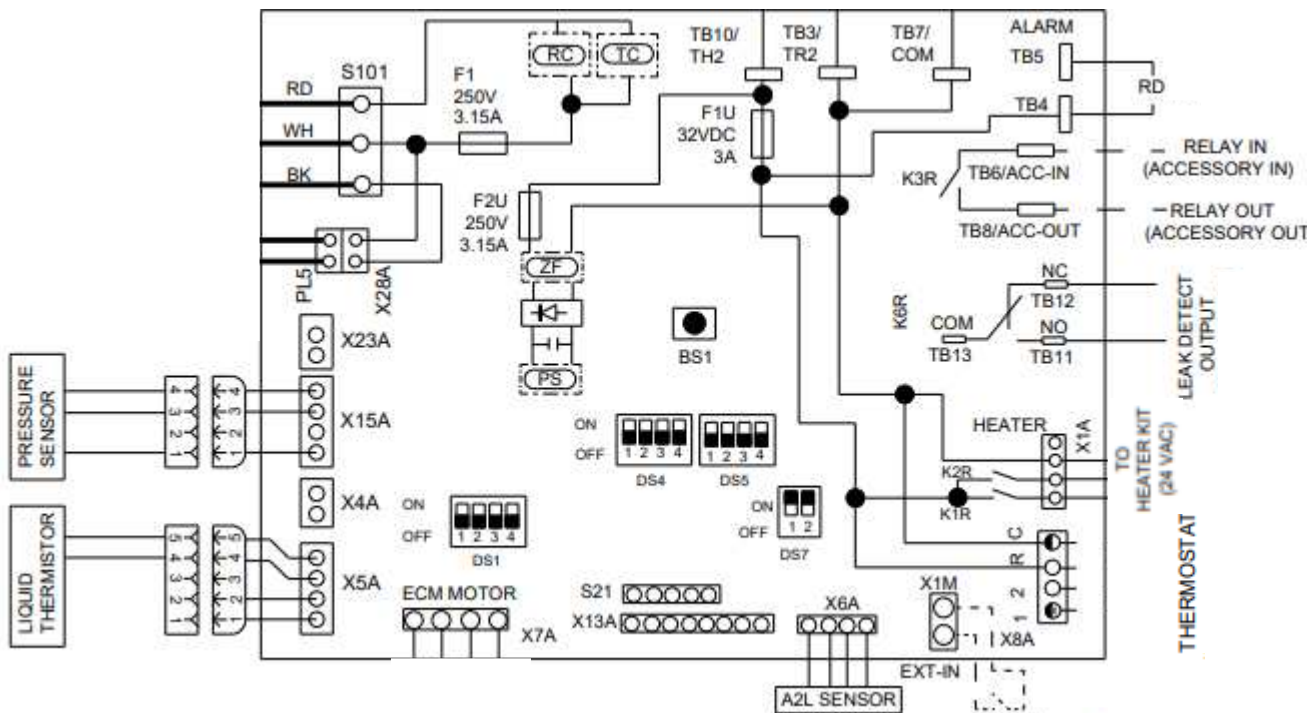 S101
RD
WH
BK
F1
250V
3.15A
RC
TC
TB10/
TH2
TB3/
TR2
TB7/
COM
ALARM
TB5
RD
TB4
F1U
32VDC
3A
K3R
TB6/ACC-IN
RELAY IN
(ACCESSORY IN)
TB8/ACC-OUT
RELAY OUT
(ACCESSORY OUT
F2U
250V
3.15A
ZF
PS
PL5
X28A
BS1
K6R
NC
TB12
COM
TB13
NO
TB11
LEAK DETECT
OUTPUT
X23A
PRESSURE
SENSOR
4
3
2
1
4
3
2
1
X15A
X4A
LIQUID
THERMISTOR
5
4
3
2
1
5
4
3
2
1
X5A
ON
OFF
1 2 3 4
DS1
ON
OFF
1 2 3 4
DS4
1 2 3 4
DS5
ON
OFF
1 2
DS7
HEATER
X1A
K2R
K1R
TO
HEATER KIT
(24 VAC)
C
R
2
1
THERMOSTAT
ECM MOTOR
X7A
S21
X13A
X6A
A2L SENSOR
X1M
X8A
EXT-IN